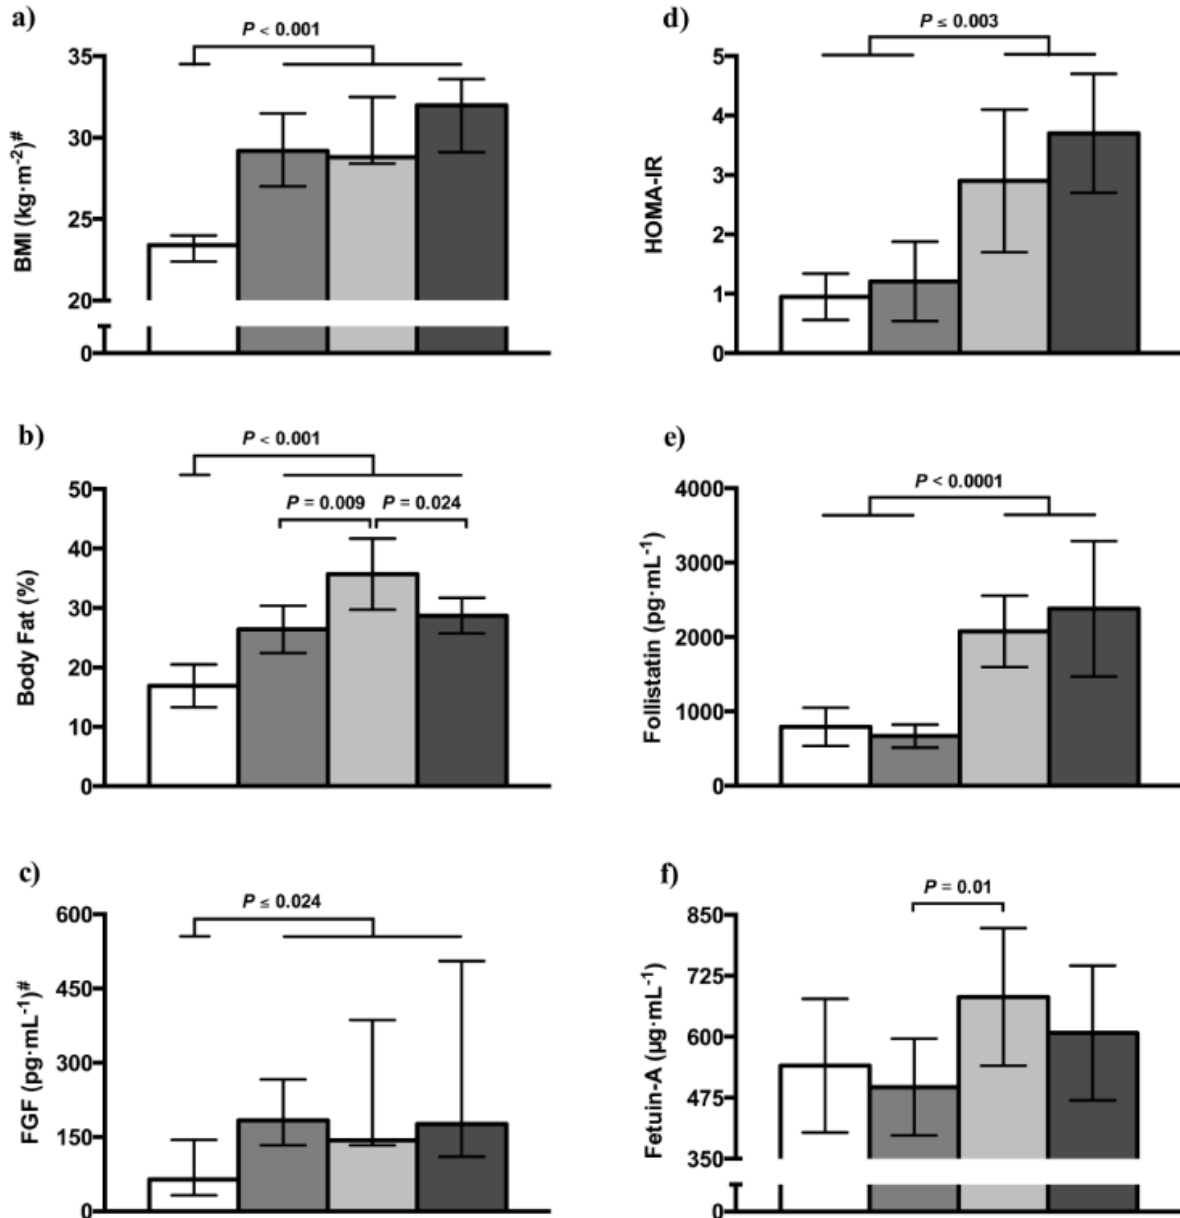 a)
P < 0.001
35
30
25
20
0
BMI (kg·m-2)#
b)
P < 0.001
P = 0.009
P = 0.024
50
40
30
20
10
0
Body Fat (%)
c)
P ≤ 0.024
600
450
300
150
0
FGF (pg·mL-1)#
d)
P ≤ 0.003
5
4
3
2
1
0
HOMA-IR
e)
P < 0.0001
4000
3000
2000
1000
0
Follistatin (pg·mL-1)
f)
P = 0.01
850
725
600
475
350
0
Fetuin-A (µg·mL-1)